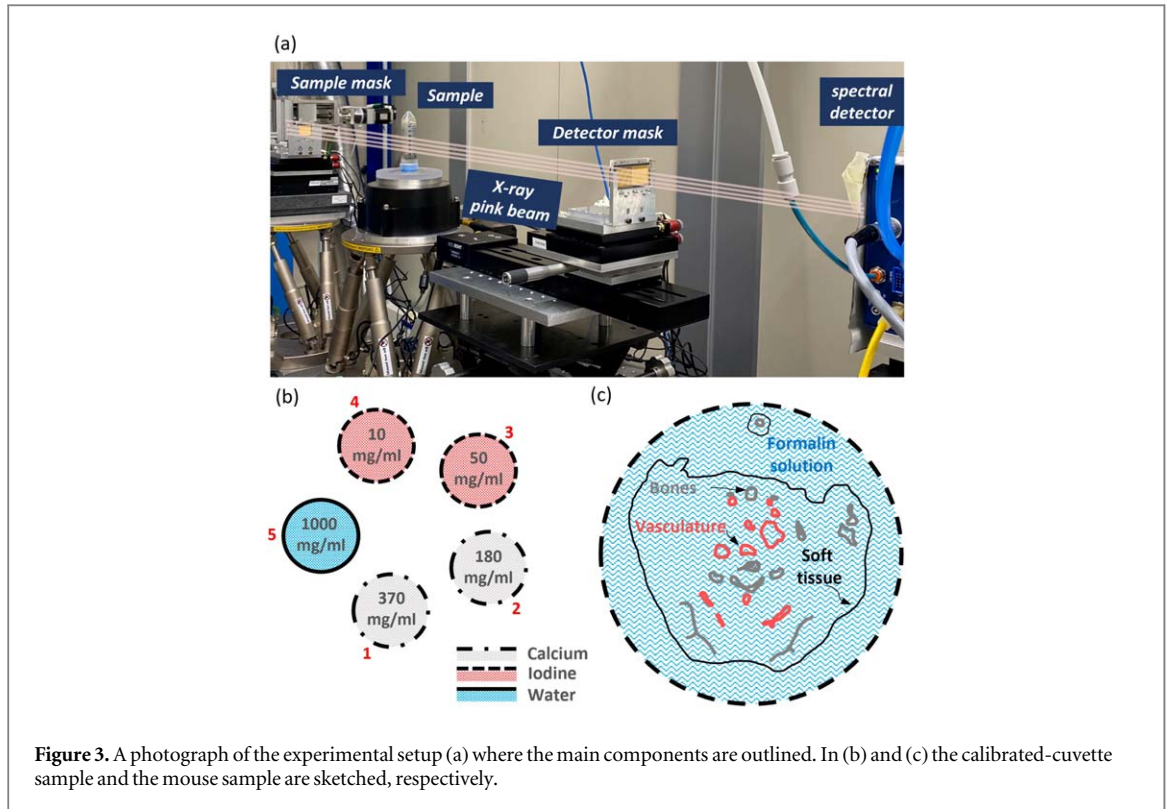 (a)
Sample mask
Sample
Detector mask
spectral
detector
X-ray
pink beam
(b)
4
10
mg/ml
3
50
mg/ml
5
1000
mg/ml
180
mg/ml
2
370
mg/ml
1
Calcium
Iodine
Water
(c)
Formalin
solution
Bones
Vasculature
Soft
tissue
Figure 3. A photograph of the experimental setup (a) where the main components are outlined. In (b) and (c) the calibrated-cuvette
sample and the mouse sample are sketched, respectively.